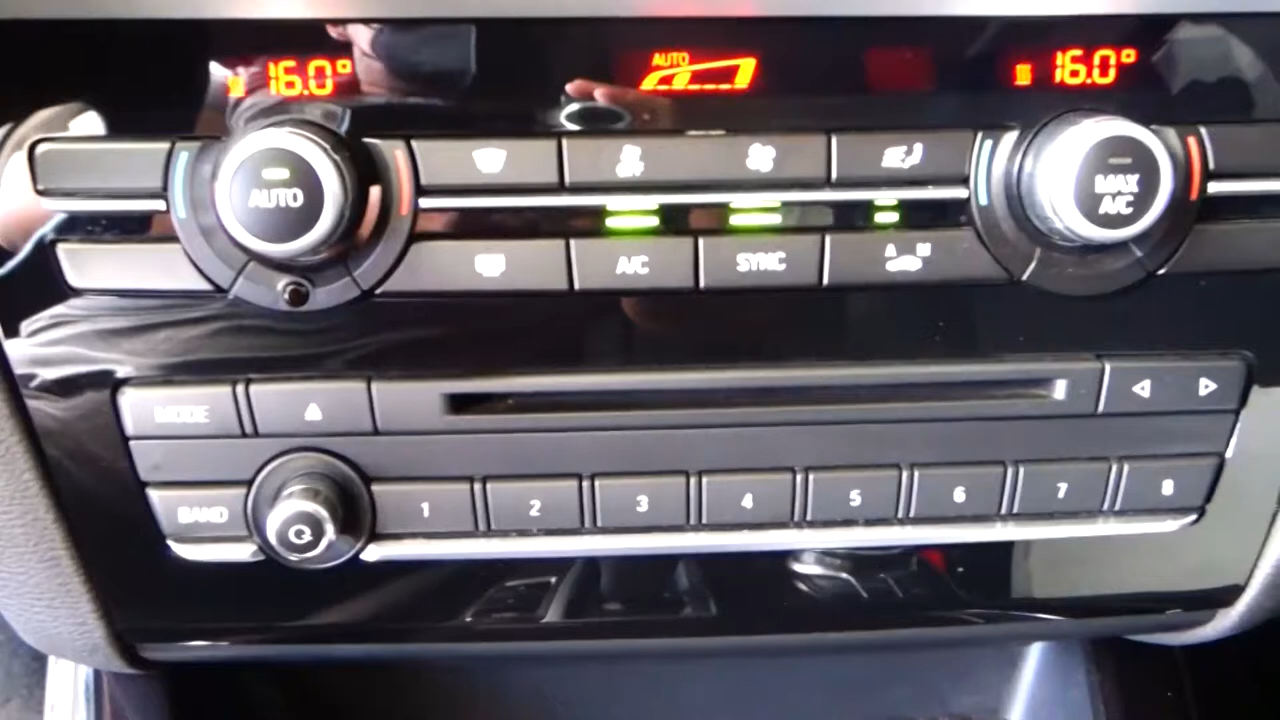 16.0° AUTO 16.0°
AUTO
MAX
A/C
A/C SYNC A M
MODE
BAND 1 2 3 4 5 6 7 8